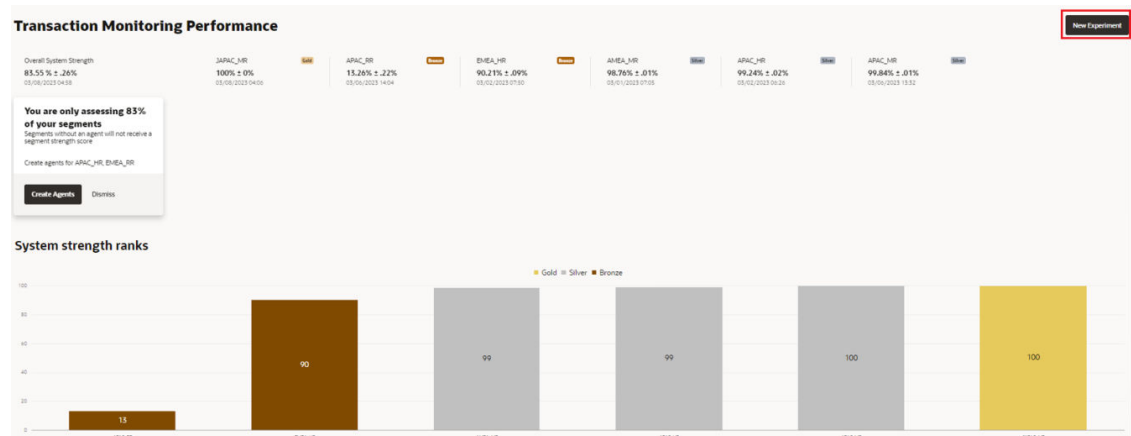 Transaction Monitoring Performance
New Experiment
Overall System Strength
83.55 % ± .26%
03/08/2023 04:58
JAPAC_MR Gold
100% ± 0%
03/08/2023 04:06
APAC_RR Bronze
13.26% ± .22%
03/06/2023 14:04
EMEA_HR Bronze
90.21% ± .09%
03/02/2023 07:50
AMEA_MR Silver
98.76% ± .01%
03/01/2023 07:05
APAC_HR Silver
99.24% ± .02%
03/02/2023 06:26
APAC_MR Silver
99.84% ± .01%
03/06/2023 13:32
You are only assessing 83%
of your segments
Segments without an agent will not receive a
segment strength score
Create agents for APAC_HR, EMEA_RR
Create Agents Dismiss
System strength ranks
Gold Silver Bronze
100
80
60
40
20
0
13
90
99
99
100
100